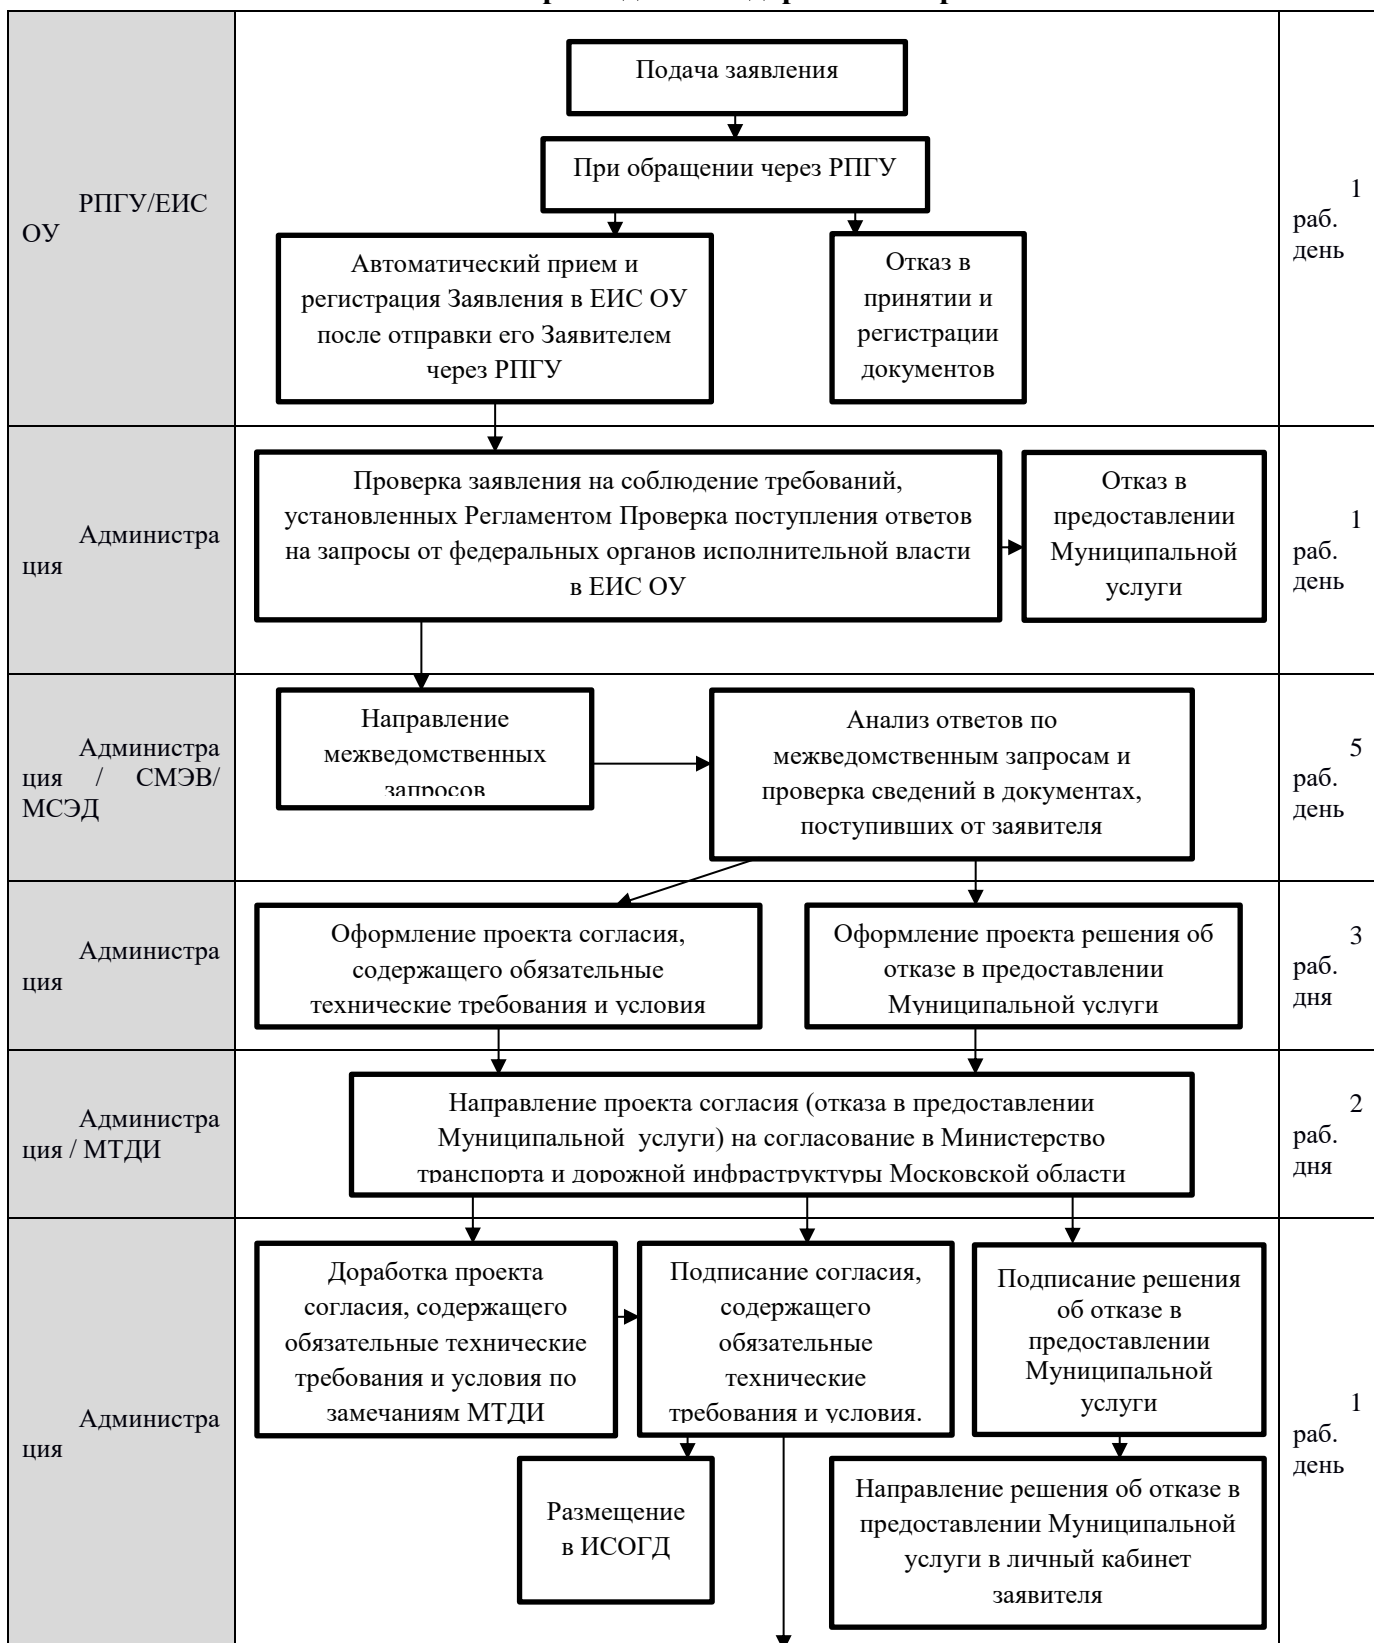 Подача заявления
При обращении через РПГУ
РПГУ/ЕИС
ОУ
Автоматический прием и
регистрация Заявления в ЕИС ОУ
после отправки его Заявителем
через РПГУ
Отказ в
принятии и
регистрации
документов
1
раб.
день
Администра
ция
Проверка заявления на соблюдение требований,
установленных Регламентом Проверка поступления ответов
на запросы от федеральных органов исполнительной власти
в ЕИС ОУ
Отказ в
предоставлении
Муниципальной
услуги
1
раб.
день
Администра
ция / СМЭВ/
МСЭД
Направление
межведомственных
запросов
Анализ ответов по
межведомственным запросам и
проверка сведений в документах,
поступивших от заявителя
5
раб.
день
Администра
ция
Оформление проекта согласия,
содержащего обязательные
технические требования и условия
Оформление проекта решения об
отказе в предоставлении
Муниципальной услуги
3
раб.
дня
Администра
ция / МТДИ
Направление проекта согласия (отказа в предоставлении
Муниципальной услуги) на согласование в Министерство
транспорта и дорожной инфраструктуры Московской области
2
раб.
дня
Администра
ция
Доработка проекта
согласия, содержащего
обязательные технические
требования и условия по
замечаниям МТДИ
Подписание согласия,
содержащего
обязательные
технические
требования и условия.
Подписание решения
об отказе в
предоставлении
Муниципальной
услуги
Размещение
в ИСОГД
Направление решения об отказе в
предоставлении Муниципальной
услуги в личный кабинет
заявителя
1
раб.
день